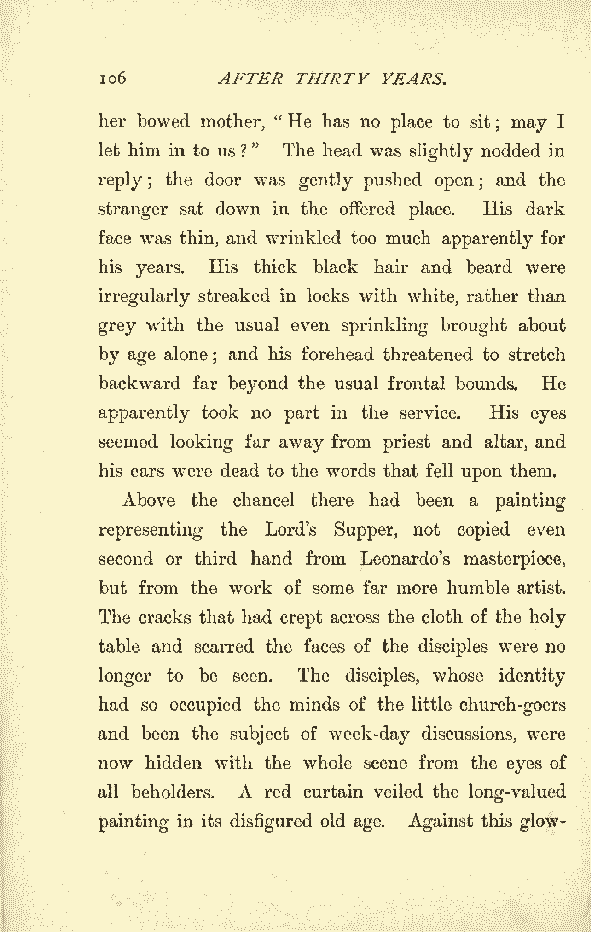 106 AFTER THIRTY YEARS.
her bowed mother, “He has no place to sit; may I
let him in to us?” The head was slightly nodded in
reply; the door was gently pushed open; and the
stranger sat down in the offered place. His dark
face was thin, and wrinkled too much apparently for
his years. His thick black hair and beard were
irregularly streaked in locks with white, rather than
grey with the usual even sprinkling brought about
by age alone; and his forehead threatened to stretch
backward far beyond the usual frontal bounds. He
apparently took no part in the service. His eyes
seemed looking far away from priest and altar, and
his ears were dead to the words that fell upon them.
Above the chancel there had been a painting
representing the Lord’s Supper, not copied even
second or third hand from Leonardo’s masterpiece,
but from the work of some far more humble artist.
The cracks that had crept across the cloth of the holy
table and scarred the faces of the disciples were no
longer to be seen. The disciples, whose identity
had so occupied the minds of the little church-goers
and been the subject of week-day discussions, were
now hidden with the whole scene from the eyes of
all beholders. A red curtain veiled the long-valued
painting in its disfigured old age. Against this glow-